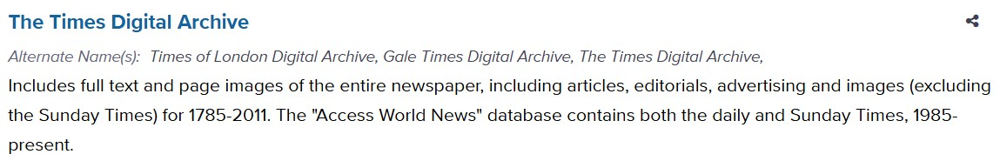 The Times Digital Archive
Alternate Name(s): Times of London Digital Archive, Gale Times Digital Archive, The Times Digital Archive,
Includes full text and page images of the entire newspaper, including articles, editorials, advertising and images (excluding
the Sunday Times) for 1785-2011. The "Access World News" database contains both the daily and Sunday Times, 1985-
present.